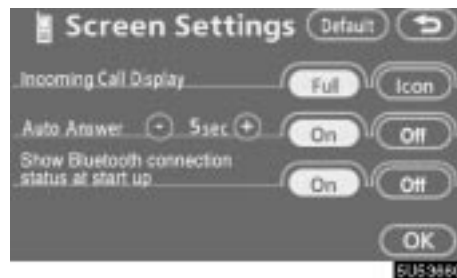 Screen Settings Default
Incoming Call Display Full Icon
Auto Answer - 5sec + On Off
Show Bluetooth connection
status at start up On Off
OK